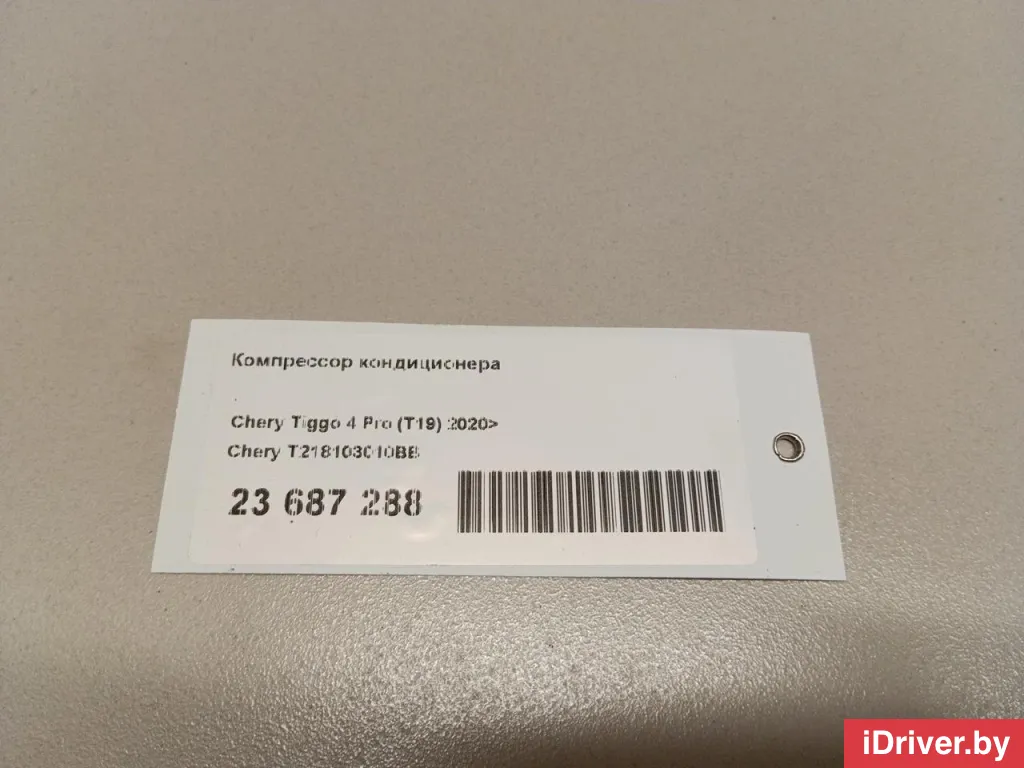 Компрессор кондиционера
Chery Tiggo 4 Pro (T19) 2020>
Chery T218103010BB
23 687 288
iDriver.by